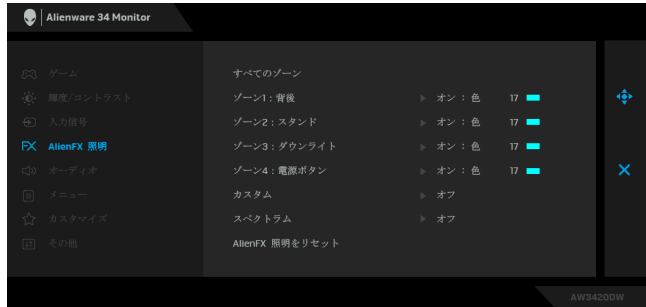 Alienware 34 Monitor
ゲーム
輝度/コントラスト
入力信号
FX AlienFX 照明
オーディオ
メニュー
カスタマイズ
その他
すべてのゾーン
ゾーン1：背後 オン：色 17
ゾーン2：スタンド オン：色 17
ゾーン3：ダウンライト オン：色 17
ゾーン4：電源ボタン オン：色 17
カスタム オフ
スペクトラム オフ
AlienFX 照明をリセット
AW3420DW